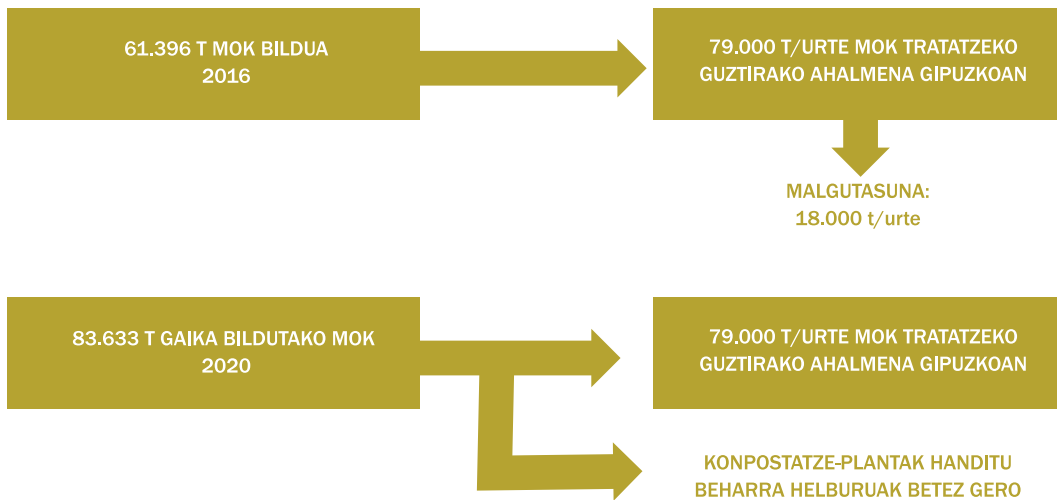 61.396 T MOK BILDUA
2016
79.000 T/URTE MOK TRATATZEKO
GUZTIRAKO AHALMENA GIPUZKOAN
MALGUTASUNA:
18.000 t/urte
83.633 T GAIKA BILDUTAKO MOK
2020
79.000 T/URTE MOK TRATATZEKO
GUZTIRAKO AHALMENA GIPUZKOAN
KONPOSTATZE-PLANTAK HANDITU
BEHARRA HELBURUAK BETEZ GERO